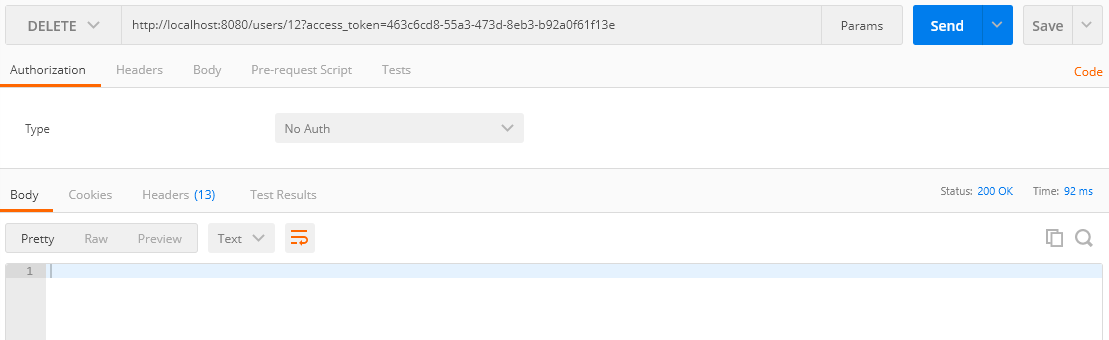 DELETE http://localhost:8080/users/12?access_token=463c6cd8-55a3-473d-8eb3-b92a0f61f13e Params Send Save
Authorization Headers Body Pre-request Script Tests Code
Type No Auth
Body Cookies Headers (13) Test Results Status: 200 OK Time: 92 ms
Pretty Raw Preview Text
1